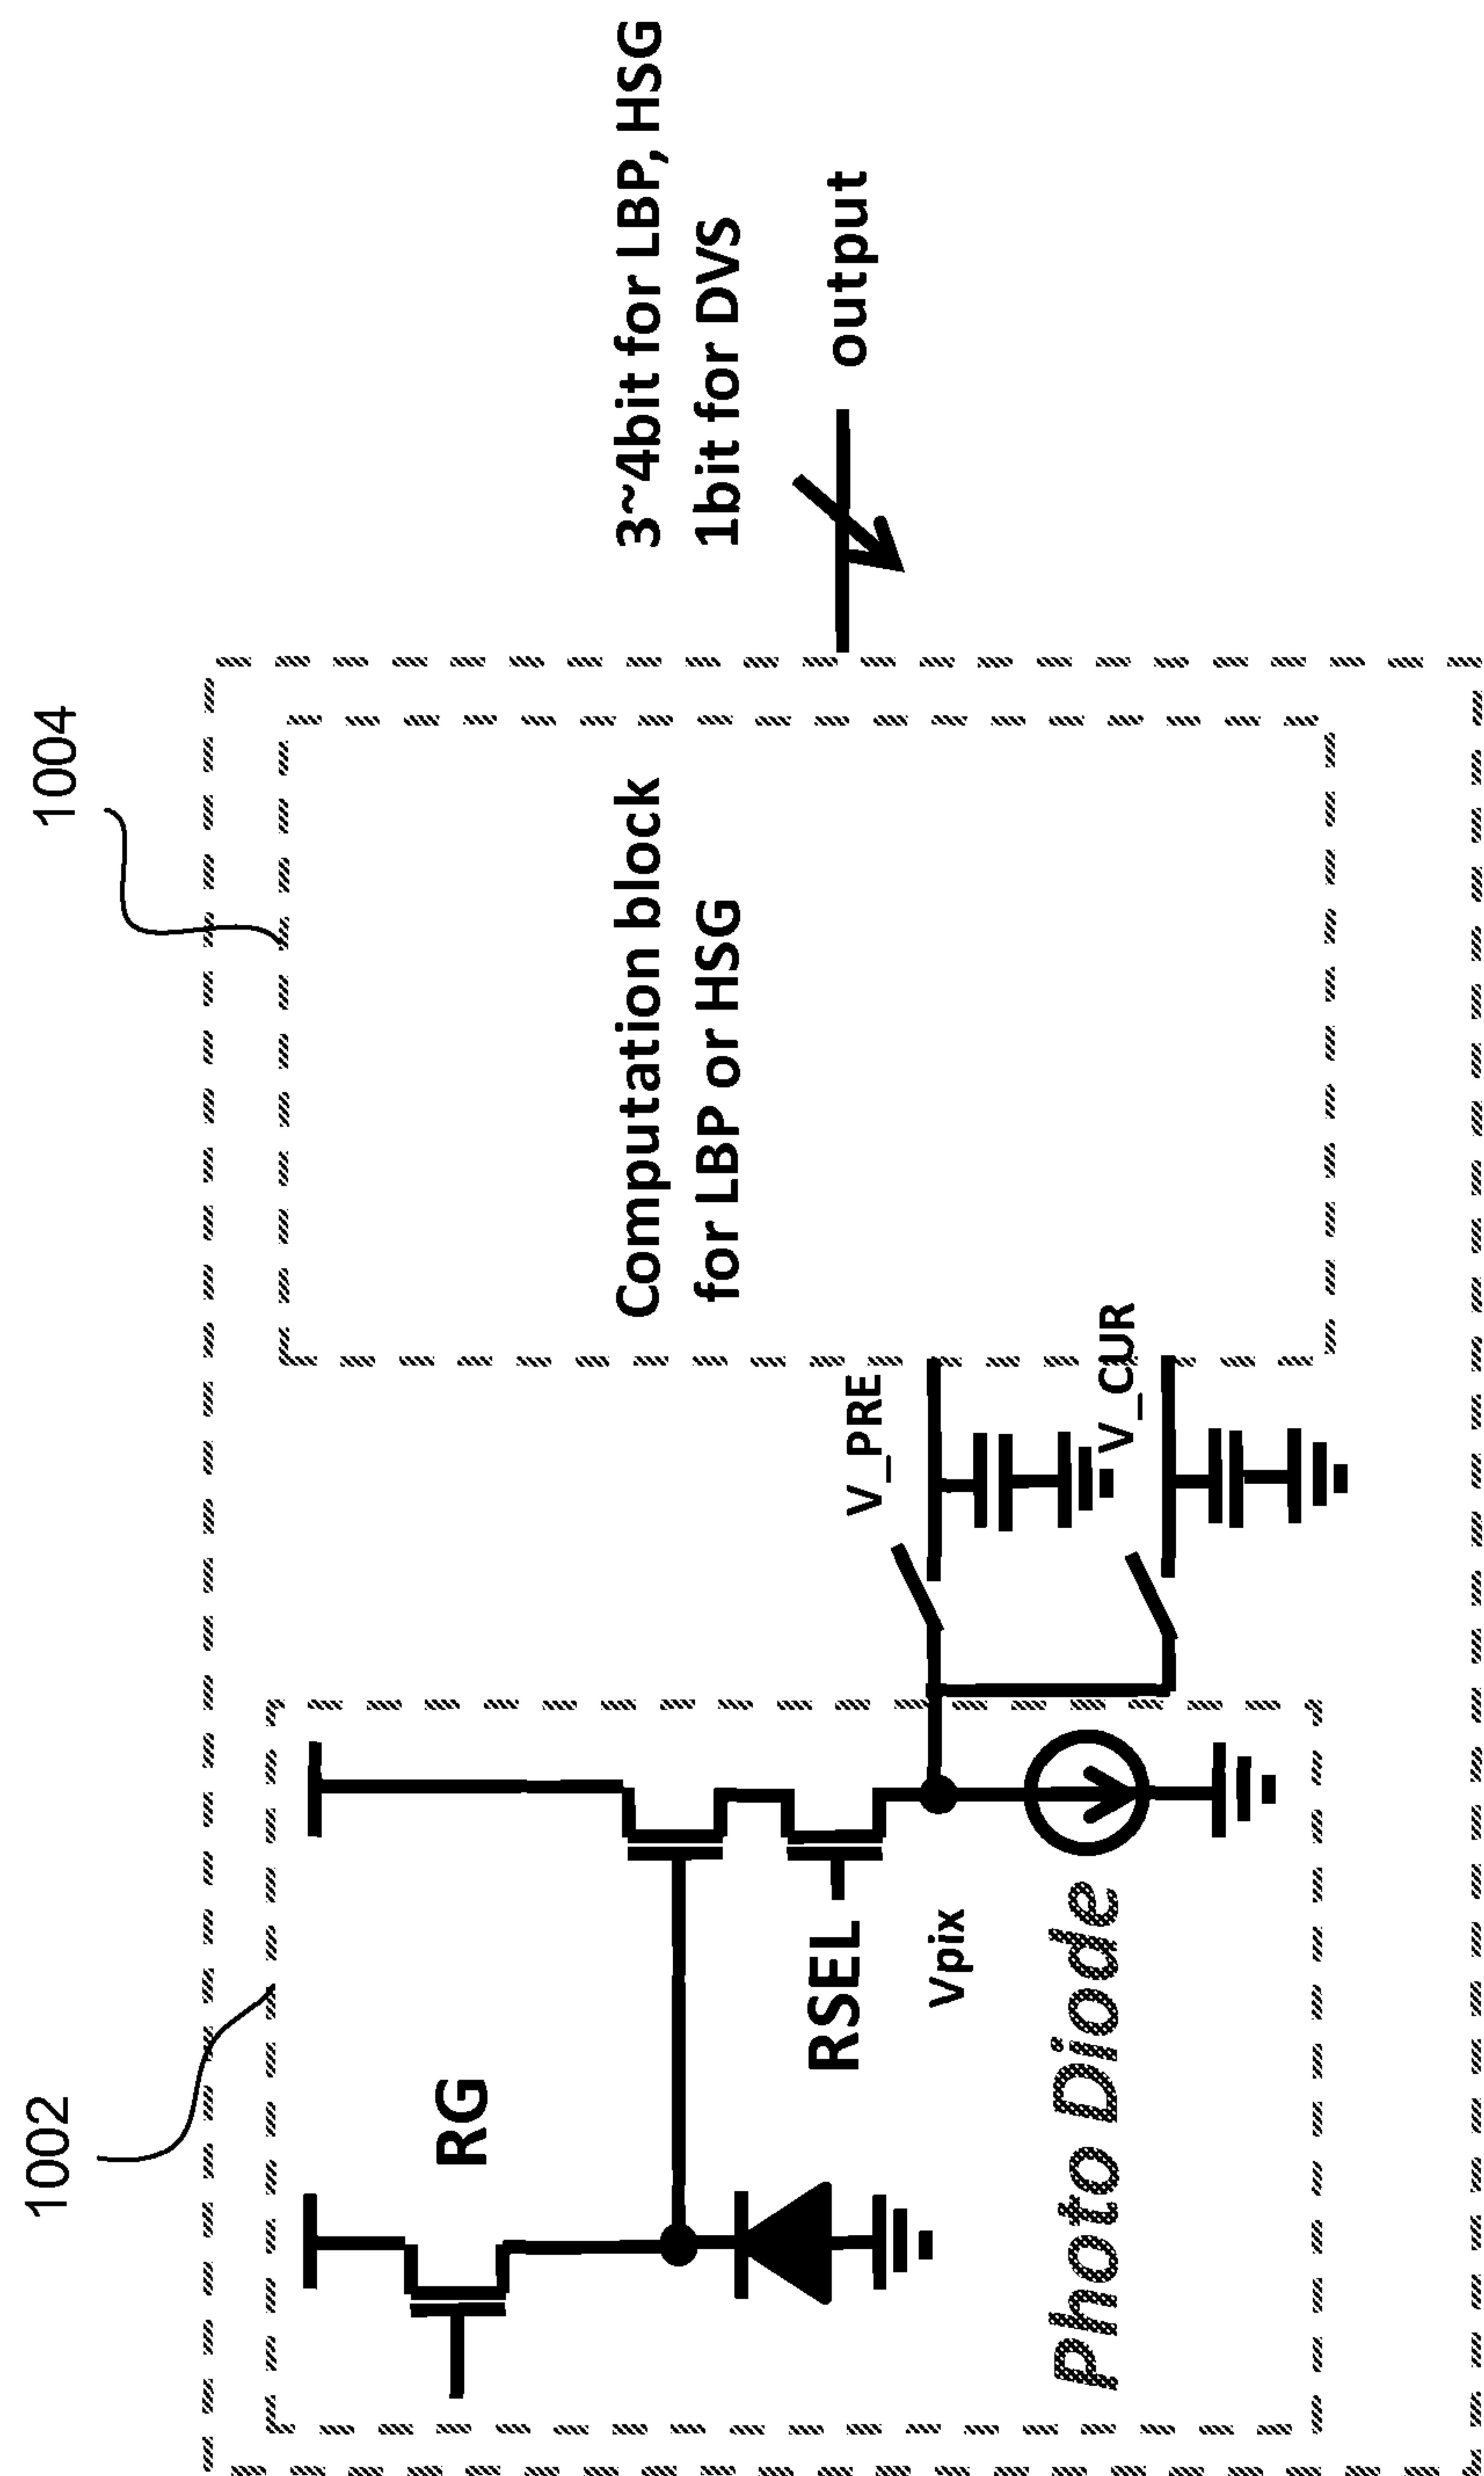 1002
1004
RG
RSEL
Vpix
Photo Diode
V_PRE
V_CUR
Computation block
for LBP or HSG
3~4bit for LBP, HSG
1bit for DVS
output